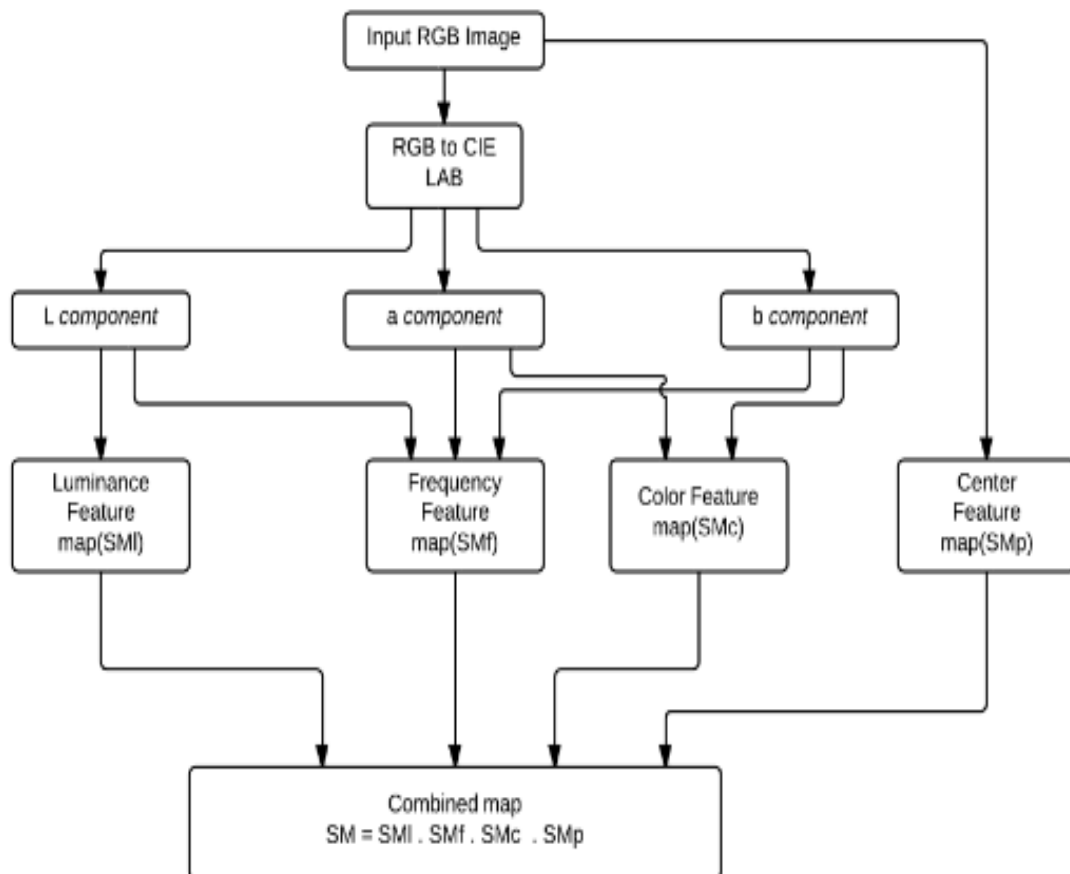 Input RGB Image
RGB to CIE
LAB
L component
a component
b component
Luminance
Feature
map(SMl)
Frequency
Feature
map(SMf)
Color Feature
map(SMc)
Center
Feature
map(SMp)
Combined map
SM = SMl . SMf . SMc . SMp